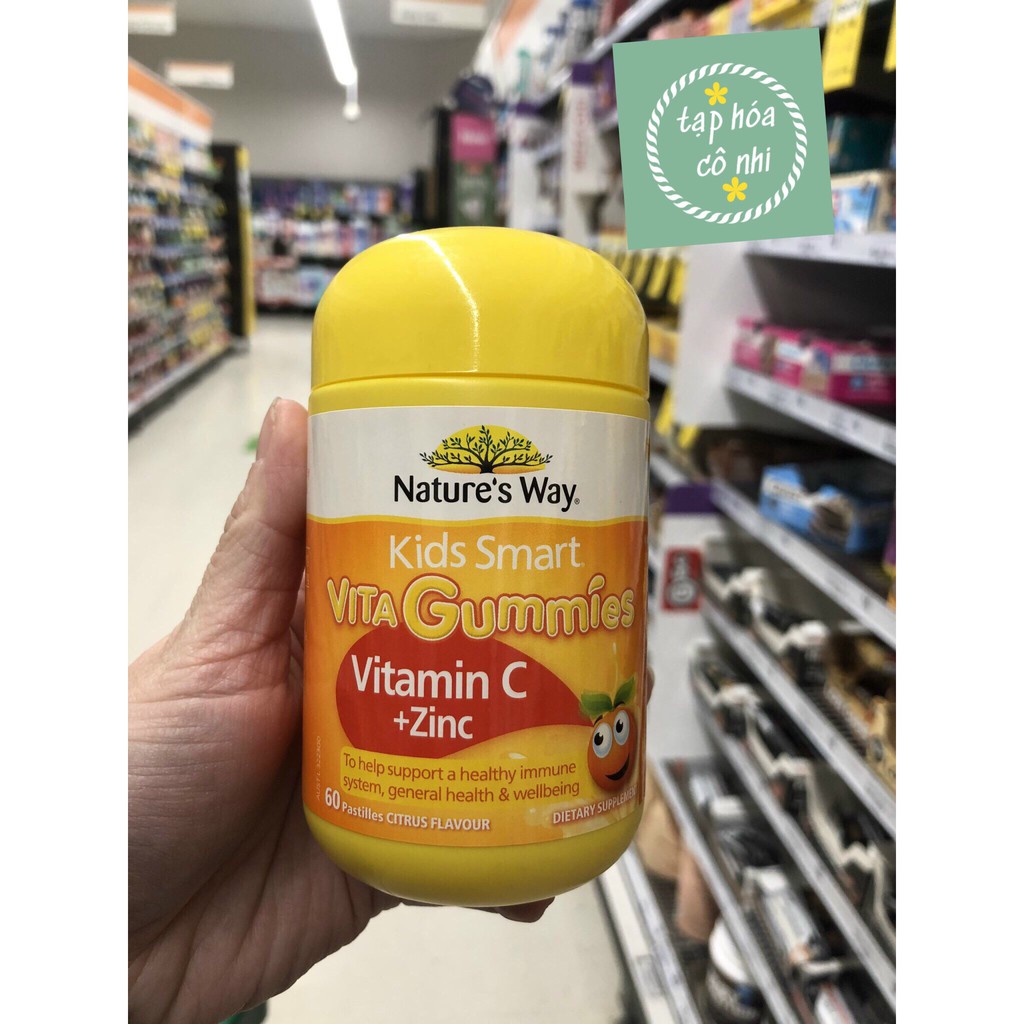 tạp hóa
cô nhi
Nature's Way®
Kids Smart
VITA GUMMIES
Vitamin C
+Zinc
To help support a healthy immune
system, general health & wellbeing
60 Pastilles CITRUS FLAVOUR
DIETARY SUPPLEMENT